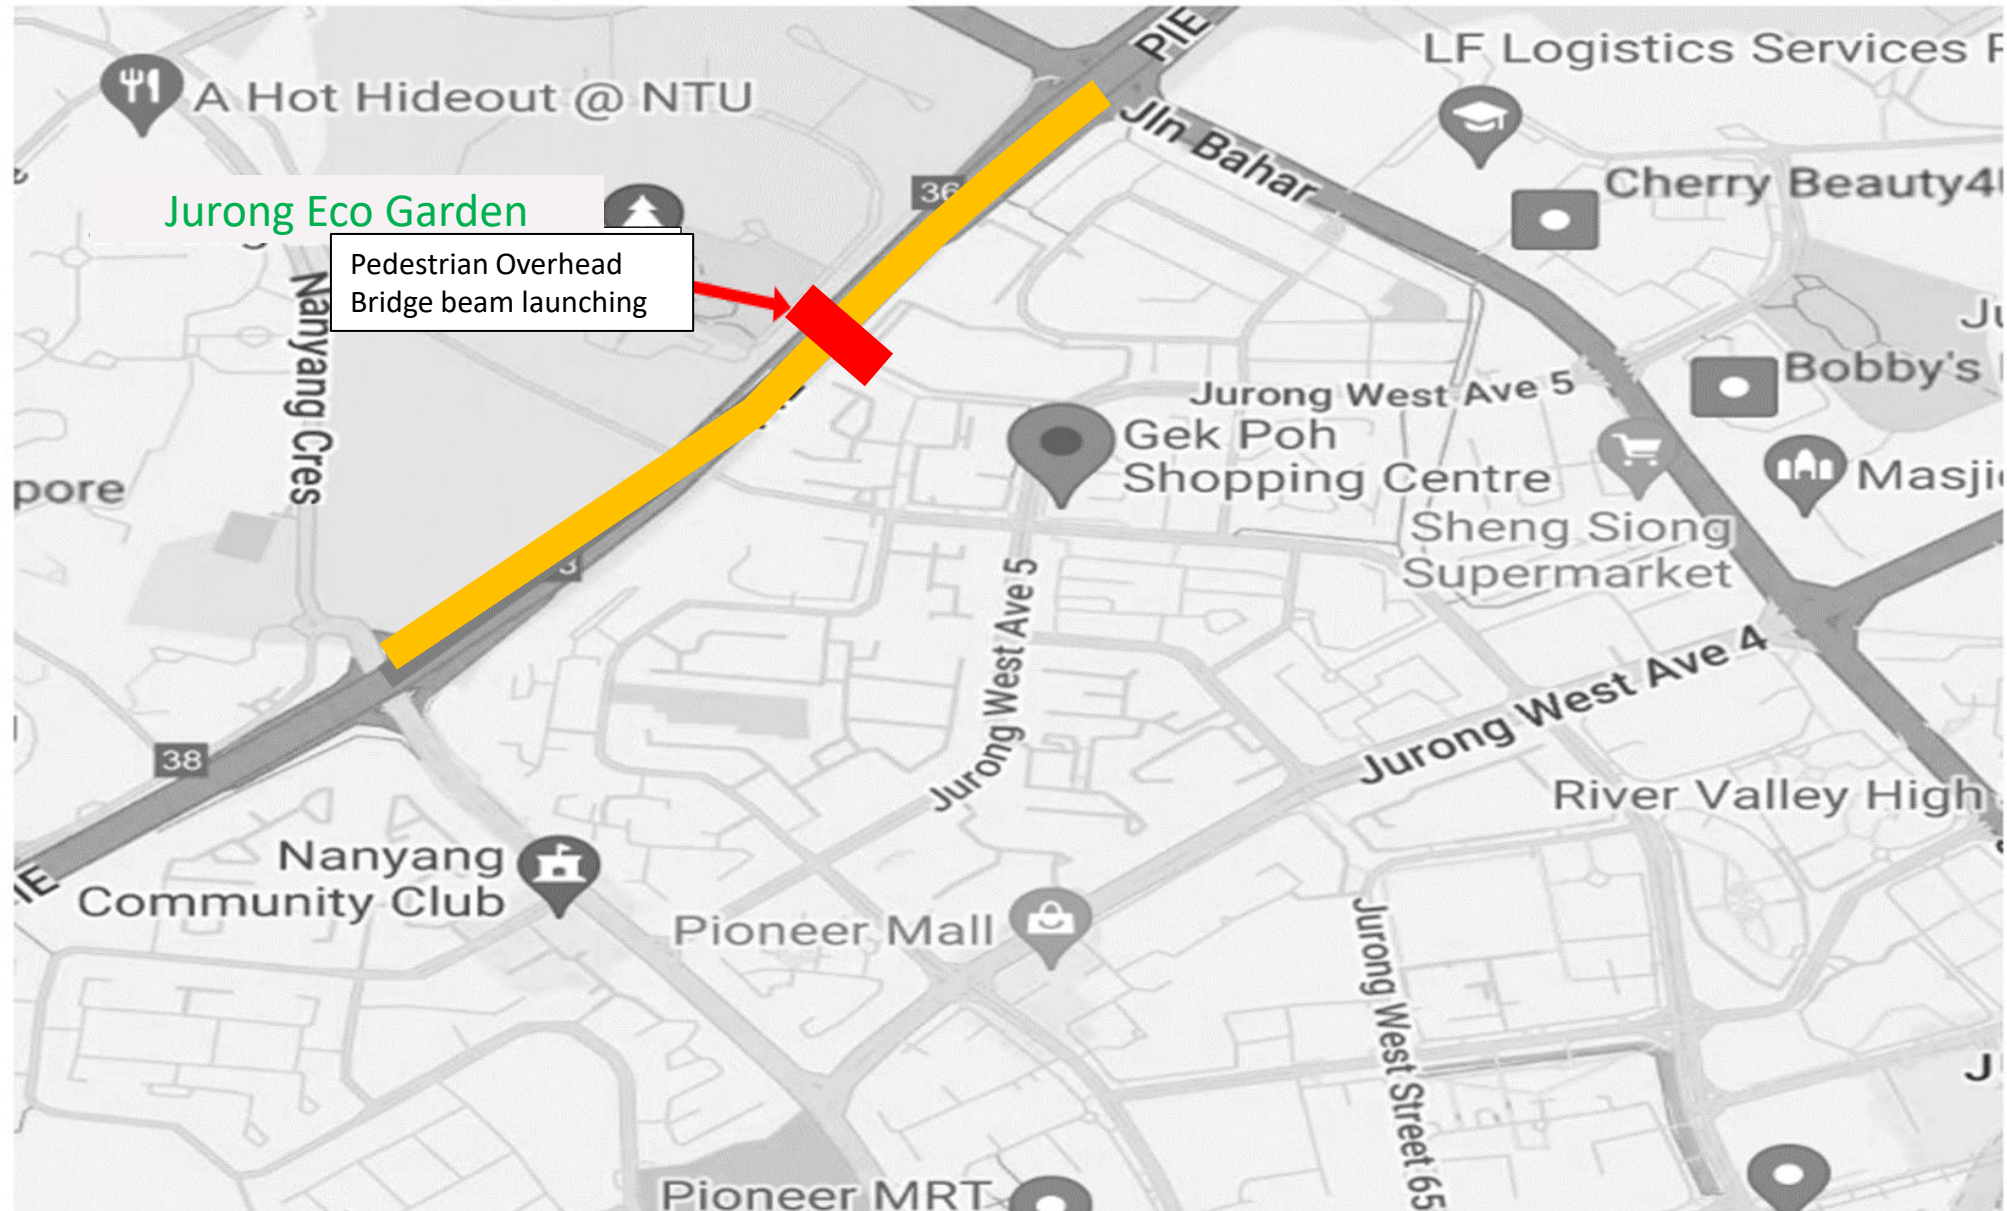 PIE
LF Logistics Services
A Hot Hideout @ NTU
Jln Bahar
36
Cherry Beauty4
Jurong Eco Garden
Pedestrian Overhead
Bridge beam launching
Nanyang Cres
Bobby's
Jurong West Ave 5
Gek Poh
Shopping Centre
Masji
pore
Sheng Siong
Supermarket
Jurong West Ave 5
Jurong West Ave 4
38
River Valley High
Nanyang
Community Club
Pioneer Mall
Jurong West Street 65
Pioneer MRT